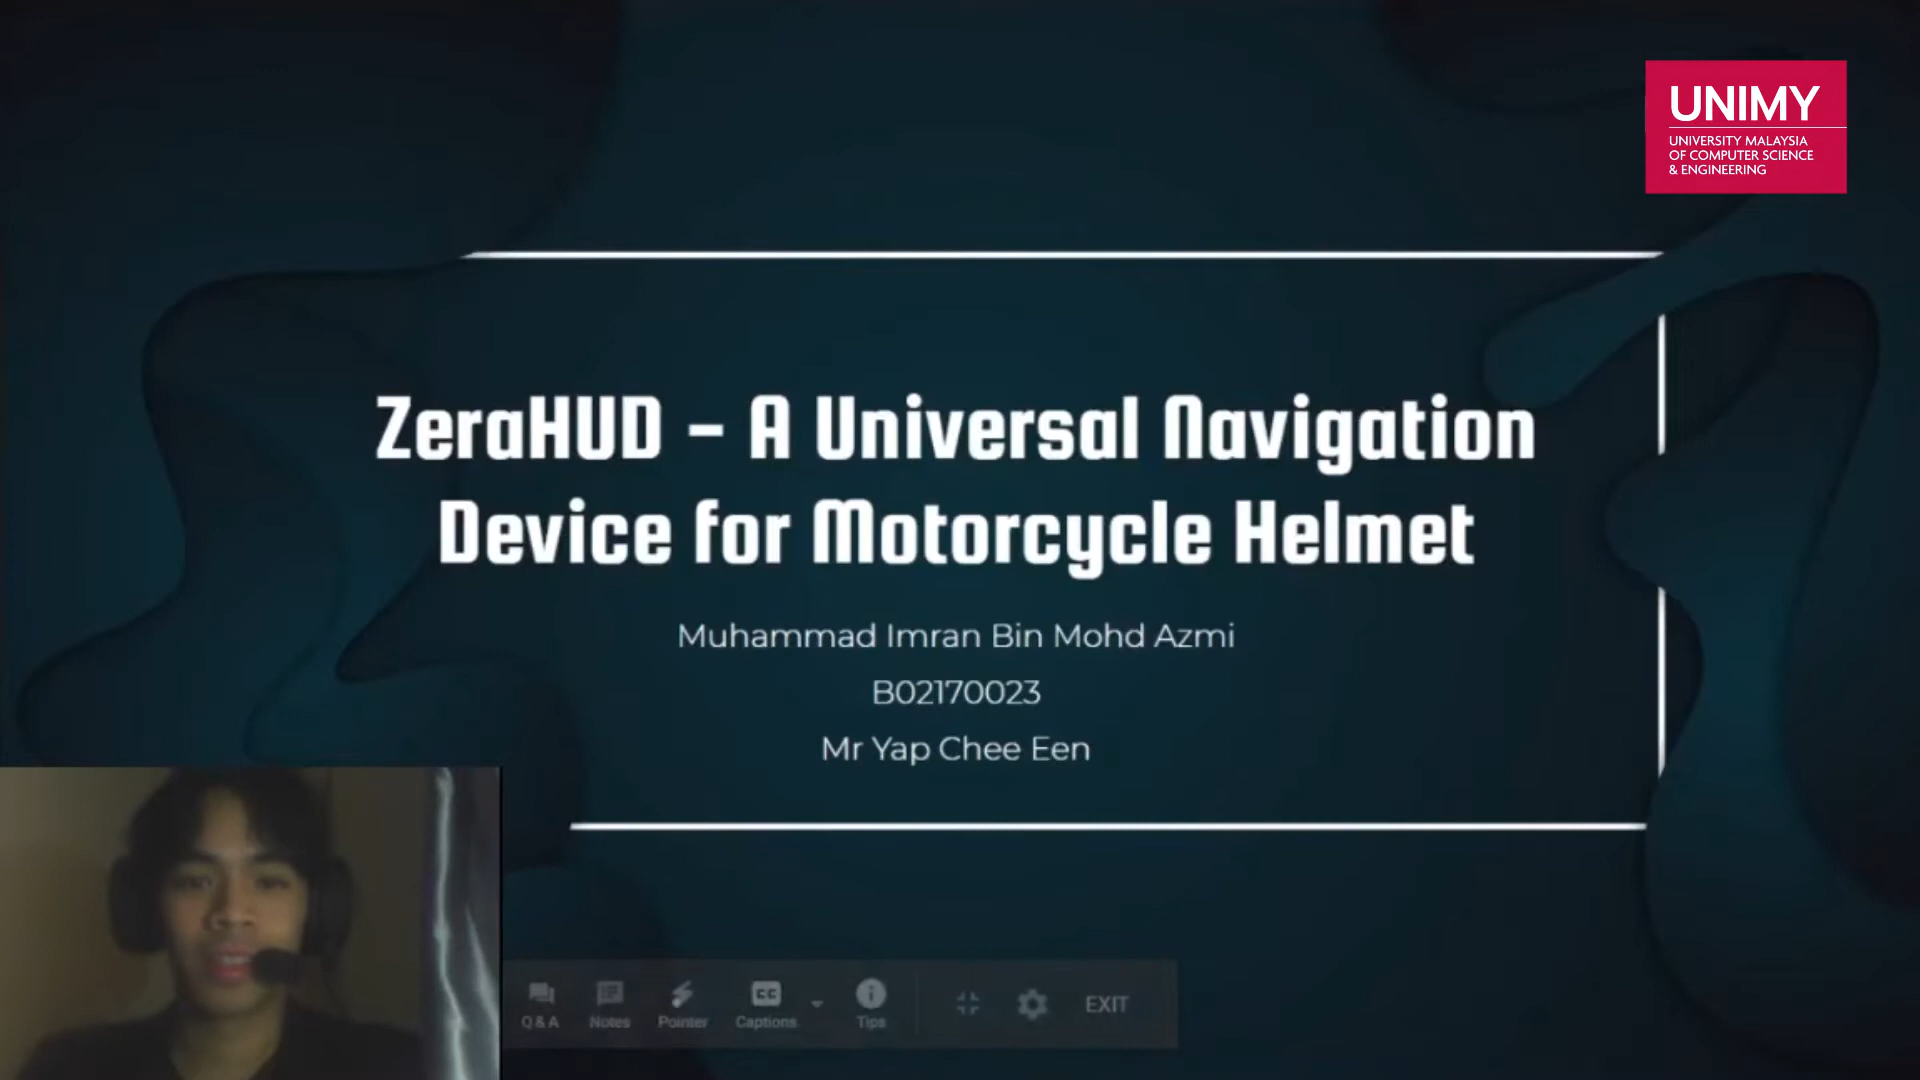 UNIMY
UNIVERSITY MALAYSIA
OF COMPUTER SCIENCE
& ENGINEERING
ZeraHUD – A Universal Navigation
Device for Motorcycle Helmet
Muhammad Imran Bin Mohd Azmi
B02170023
Mr Yap Chee Een
Q & A
Notes
Pointer
CC
Captions
Tips
EXIT